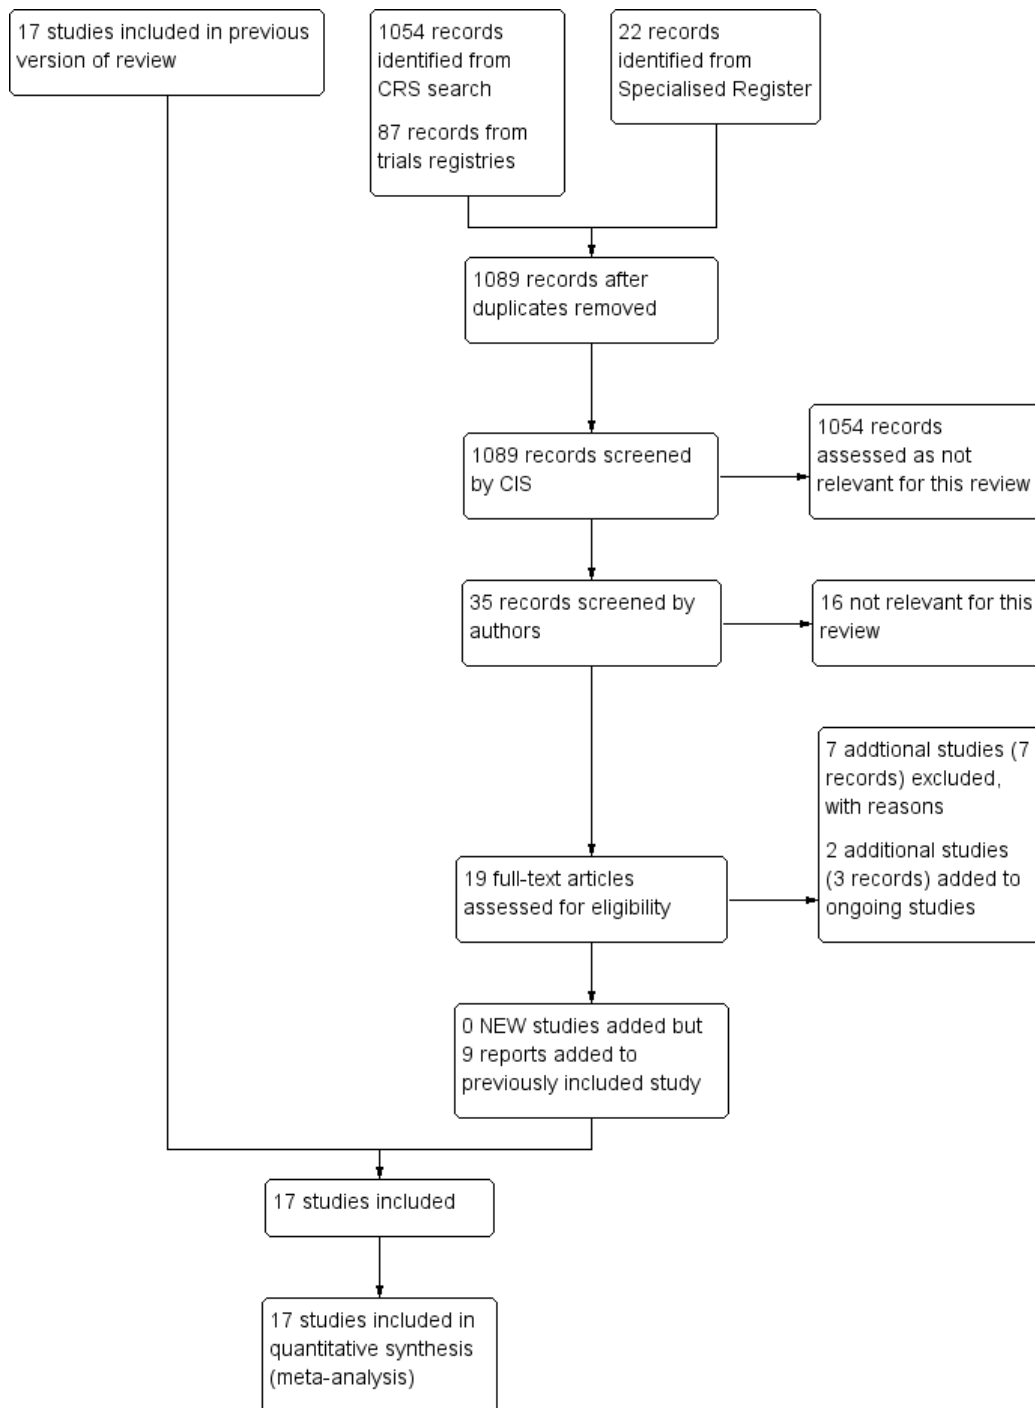 17 studies included in previous
version of review
1054 records
identified from
CRS search
87 records from
trials registries
22 records
identified from
Specialised Register
1089 records after
duplicates removed
1089 records screened
by CIS
1054 records
assessed as not
relevant for this review
35 records screened by
authors
16 not relevant for this
review
7 addtional studies (7
records) excluded,
with reasons
2 additional studies
(3 records) added to
ongoing studies
19 full-text articles
assessed for eligibility
0 NEW studies added but
9 reports added to
previously included study
17 studies included
17 studies included in
quantitative synthesis
(meta-analysis)